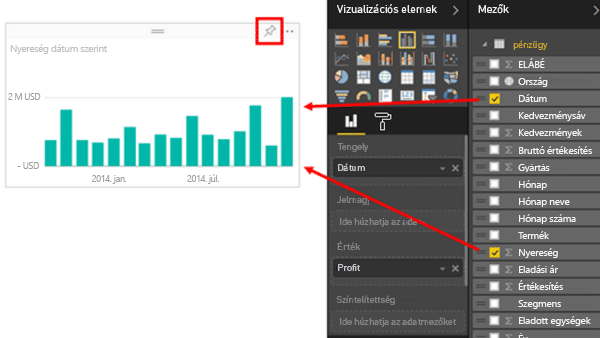 Nyereség dátum szerint
2 M USD
- USD
2014. jan.
2014. júl.
Vizualizációs elemek
Tengely
Dátum
Jelmagy
Ide húzhatja az ada
Érték
Profit
Színtelítettség
Ide húzhatja az adatmezőket
Mezők
pénzügy
ELÁBÉ
Ország
Dátum
Kedvezménysáv
Kedvezmények
Bruttó értékesítés
Gyártás
Hónap
Hónap neve
Hónap száma
Termék
Nyereség
Eladási ár
Értékesítés
Szegmens
Eladott egységek